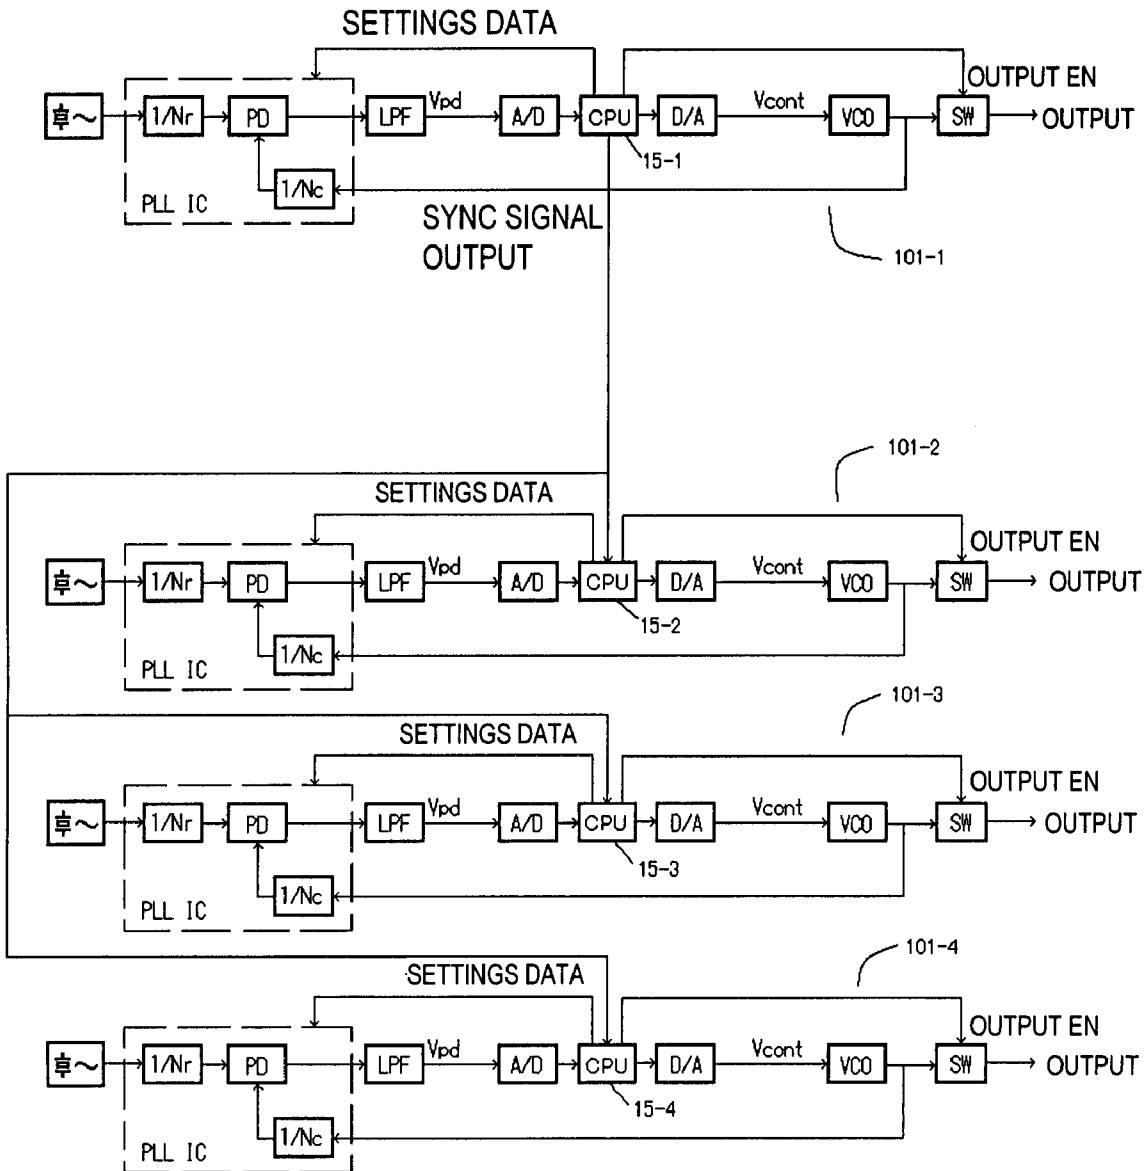 SETTINGS DATA
OUTPUT EN
1/Nr PD LPF Vpd A/D CPU D/A Vcont VCO SW OUTPUT
15-1
1/Nc
PLL IC
SYNC SIGNAL
OUTPUT
101-1
101-2
SETTINGS DATA
OUTPUT EN
1/Nr PD LPF Vpd A/D CPU D/A Vcont VCO SW OUTPUT
15-2
1/Nc
PLL IC
101-3
SETTINGS DATA
OUTPUT EN
1/Nr PD LPF Vpd A/D CPU D/A Vcont VCO SW OUTPUT
15-3
1/Nc
PLL IC
101-4
SETTINGS DATA
OUTPUT EN
1/Nr PD LPF Vpd A/D CPU D/A Vcont VCO SW OUTPUT
15-4
1/Nc
PLL IC